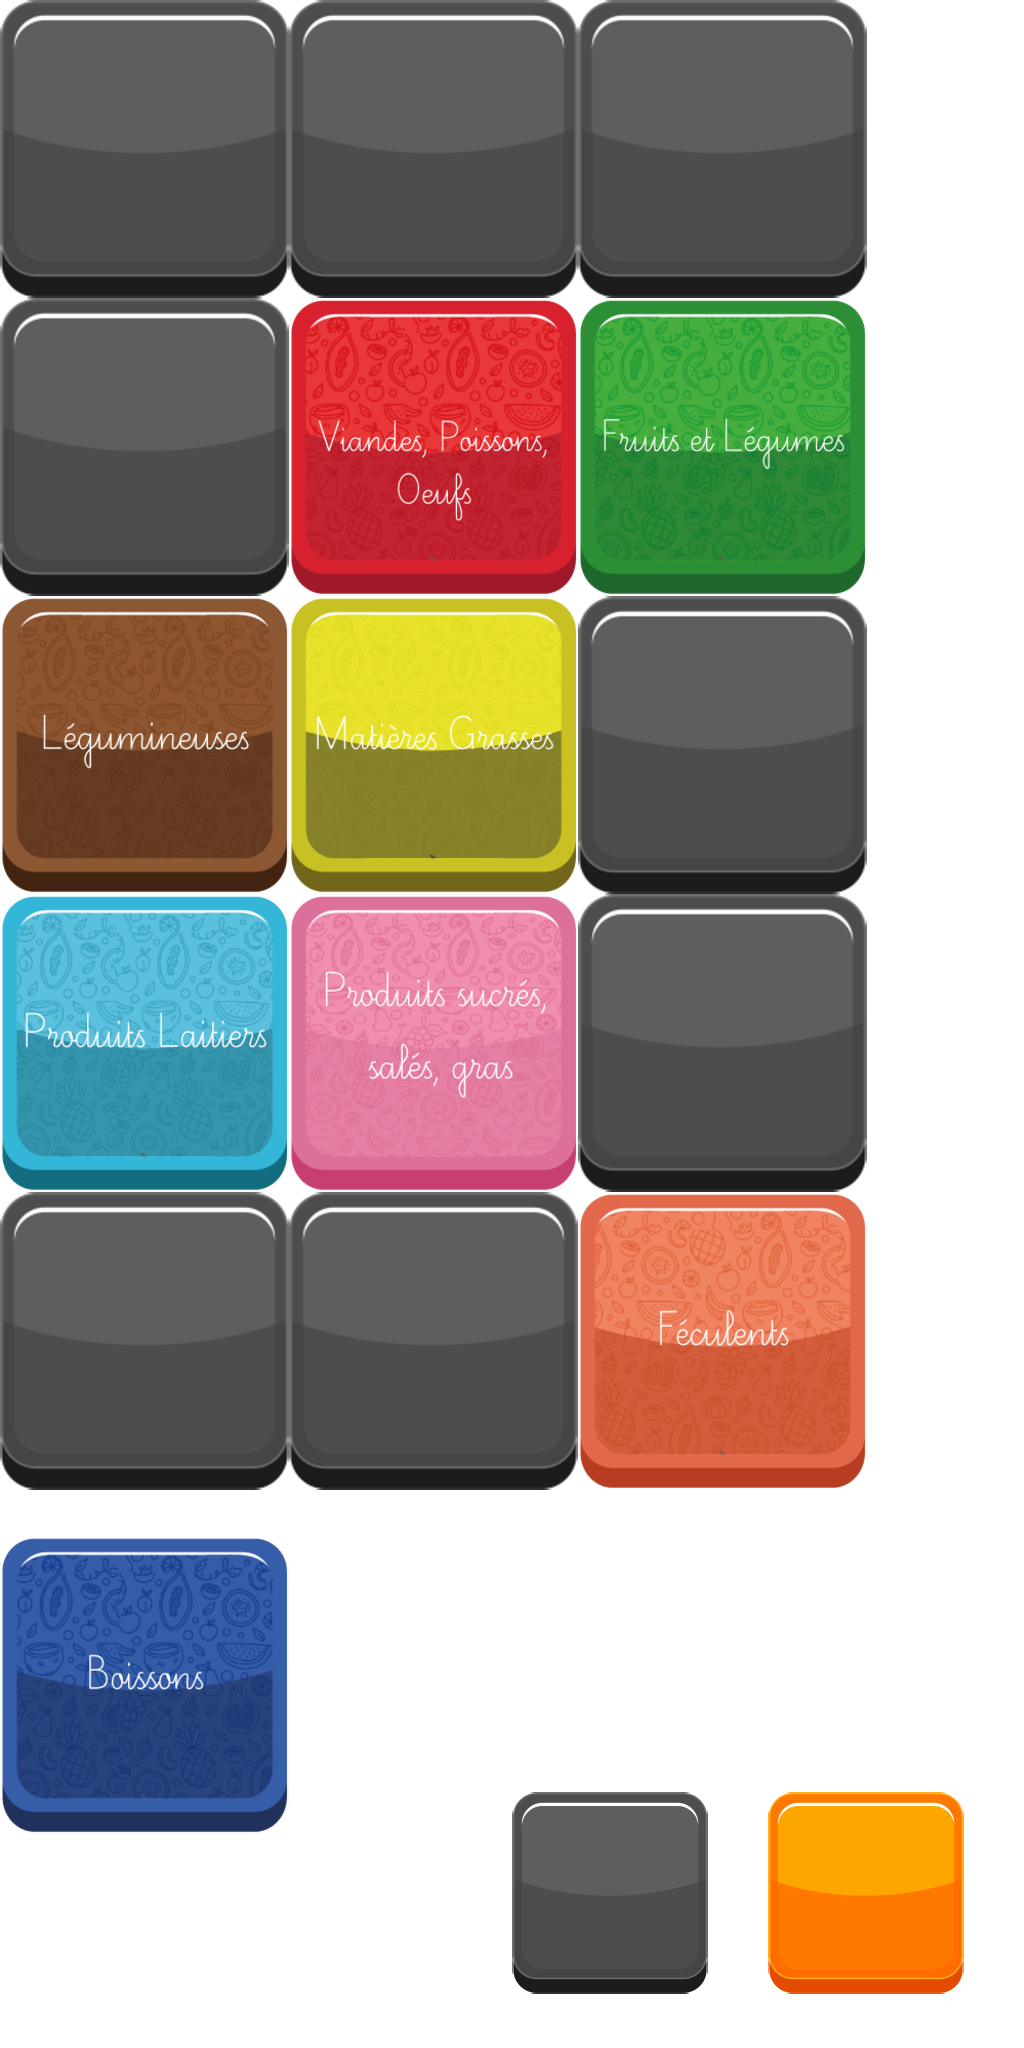 Viandes, Poissons,
Oeufs
Fruits et Légumes
Légumineuses
Matières Grasses
Produits Laitiers
Produits sucrés,
salés, gras
Féculents
Boissons